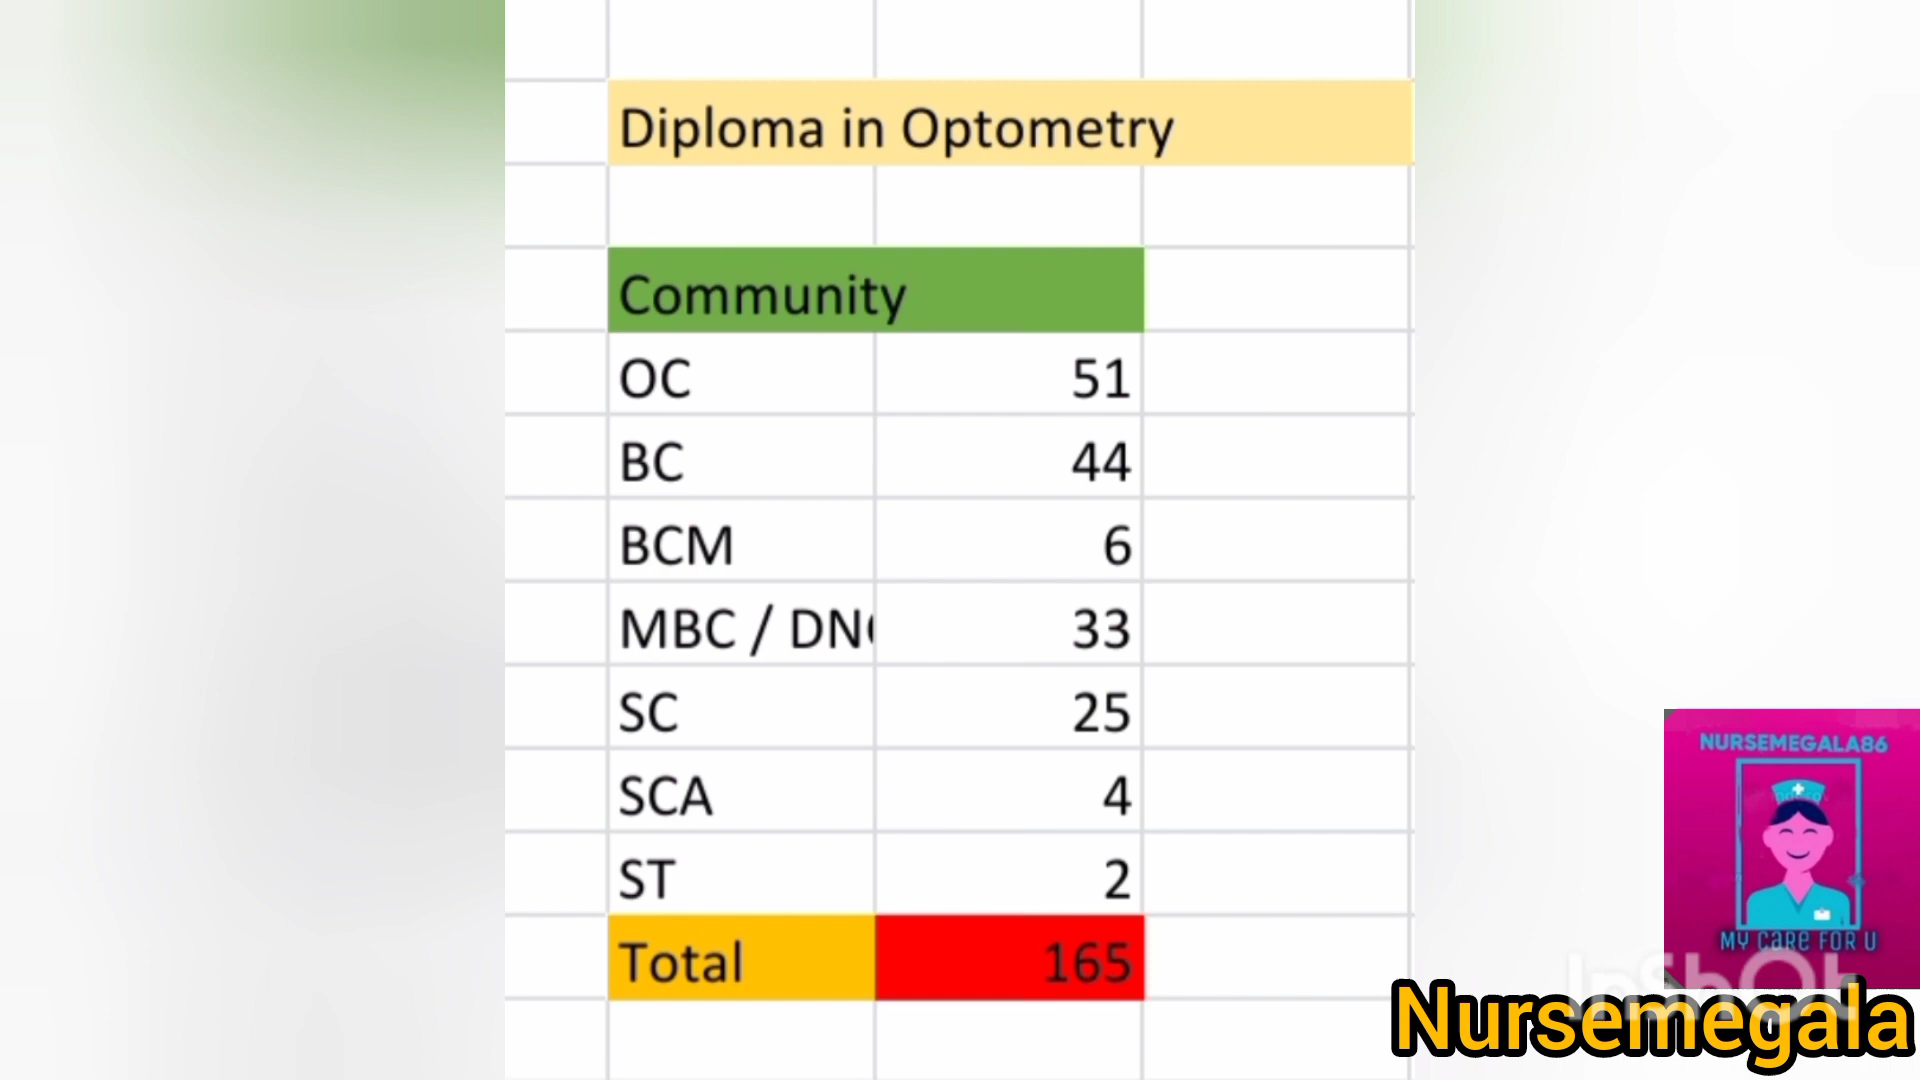 Diploma in Optometry
Community
OC 51
BC 44
BCM 6
MBC / DN
33
SC 25
SCA 4
ST 2
Total 165
NURSEMEGALA86
MY CARE FOR U
InShOt
Nursemegala